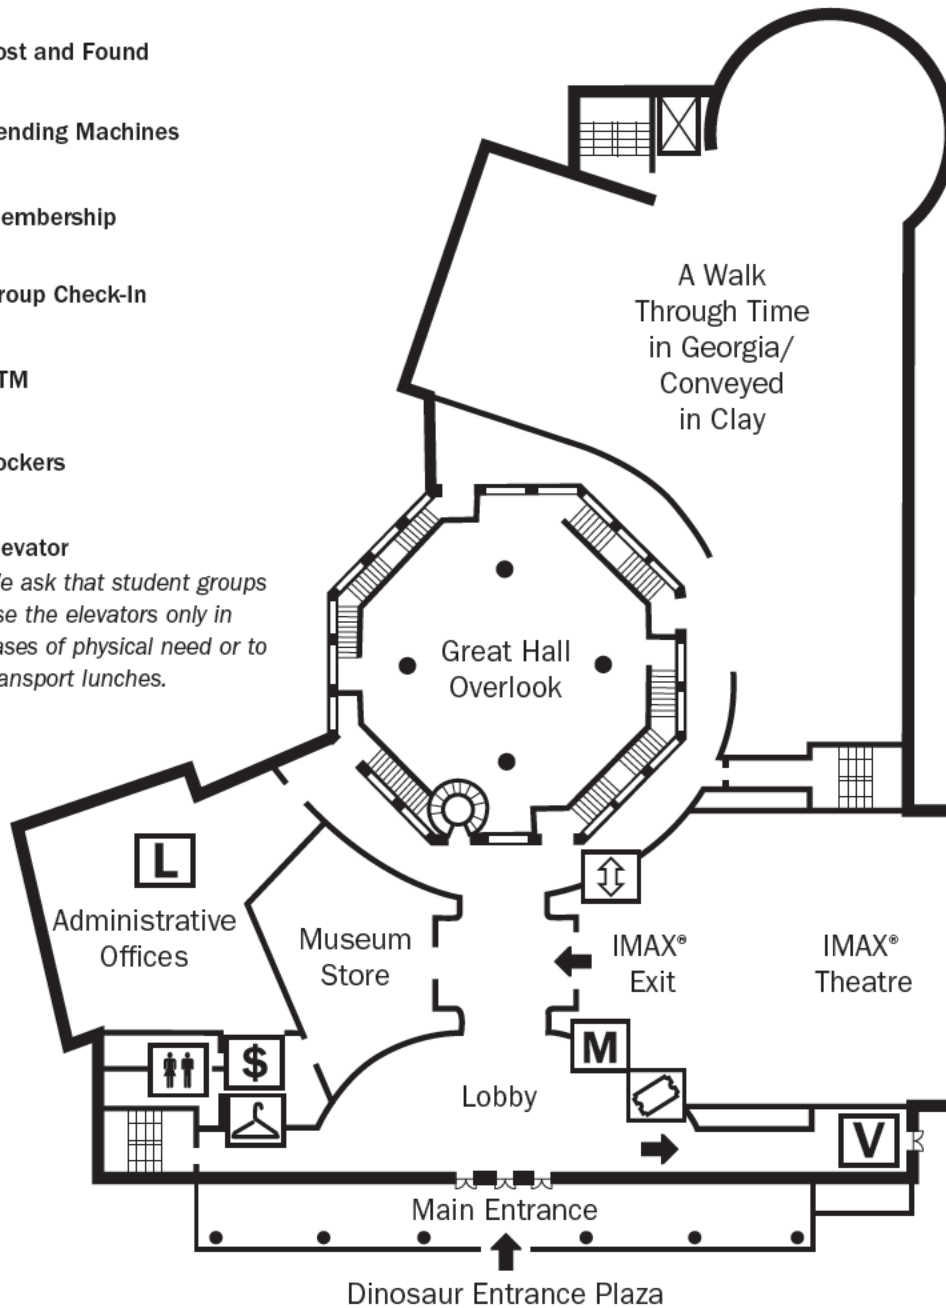 ost and Found
ending Machines
embership
roup Check-In
TM
ockers
evator
e ask that student groups
se the elevators only in
ases of physical need or to
ansport lunches.
A Walk
Through Time
in Georgia/
Conveyed
in Clay
Great Hall
Overlook
L
Administrative
Offices
Museum
Store
IMAX®
Exit
IMAX®
Theatre
$
M
Lobby
V
Main Entrance
Dinosaur Entrance Plaza